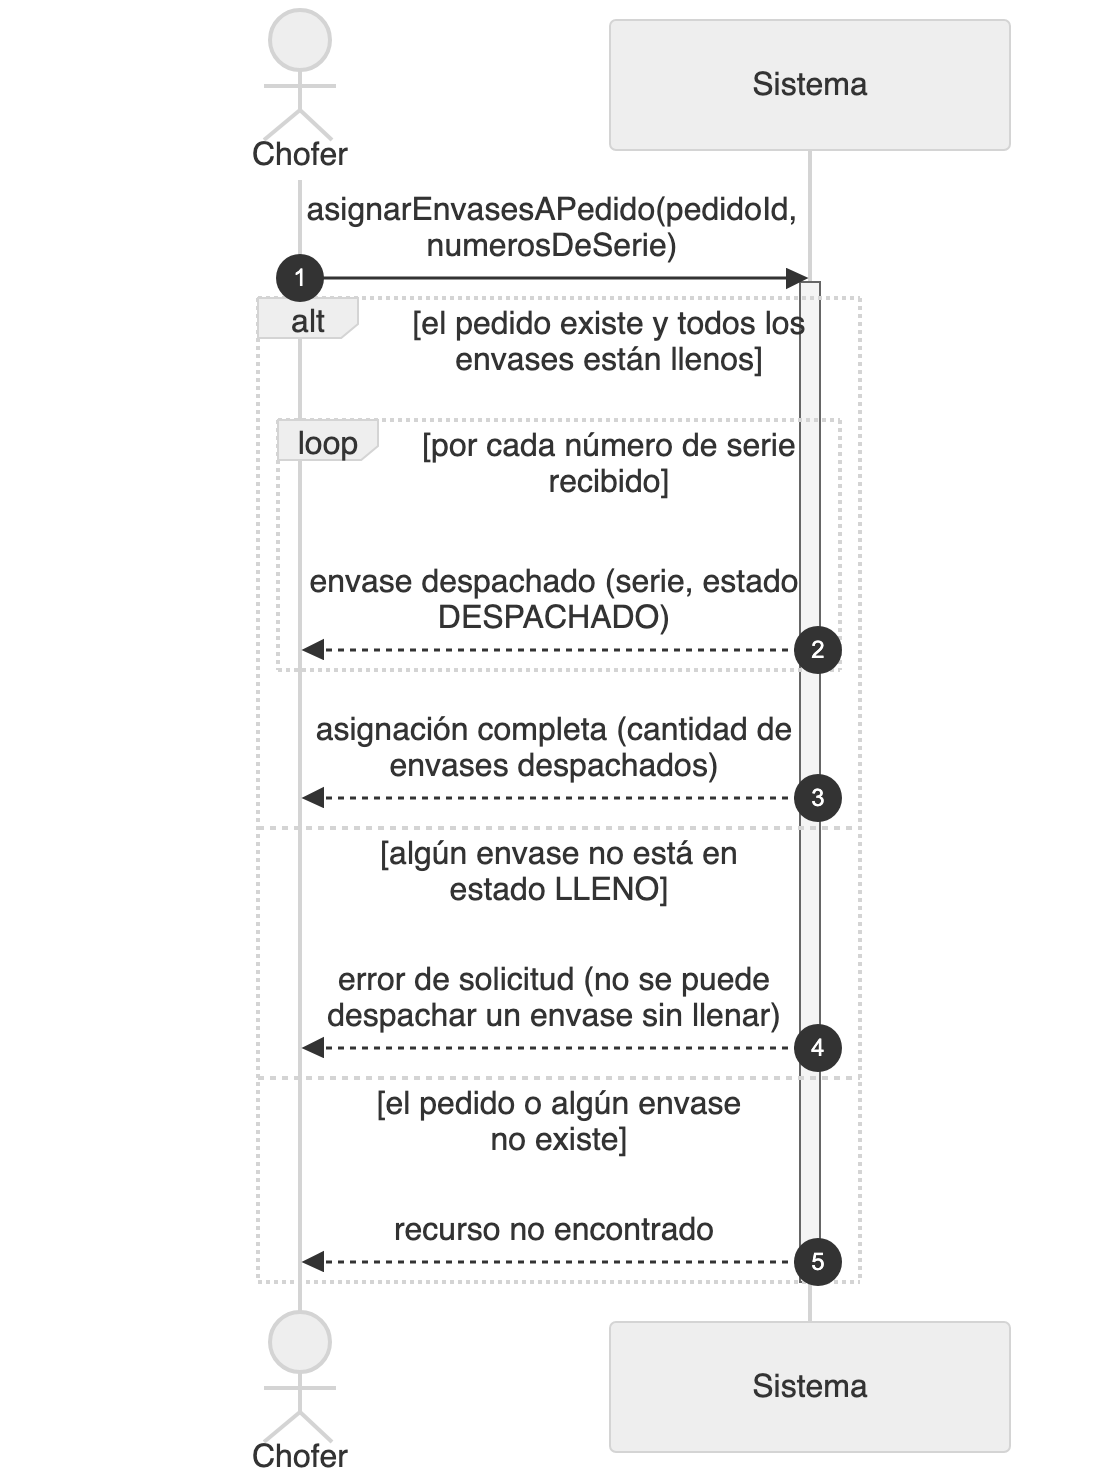 Chofer
Sistema
asignarEnvasesAPedido(pedidoId,
numerosDeSerie)
1
alt
[el pedido existe y todos los
envases están llenos]
loop
[por cada número de serie
recibido]
envase despachado (serie, estado
DESPACHADO)
2
asignación completa (cantidad de
envases despachados)
3
[algún envase no está en
estado LLENO]
error de solicitud (no se puede
despachar un envase sin llenar)
4
[el pedido o algún envase
no existe]
recurso no encontrado
5
Chofer
Sistema